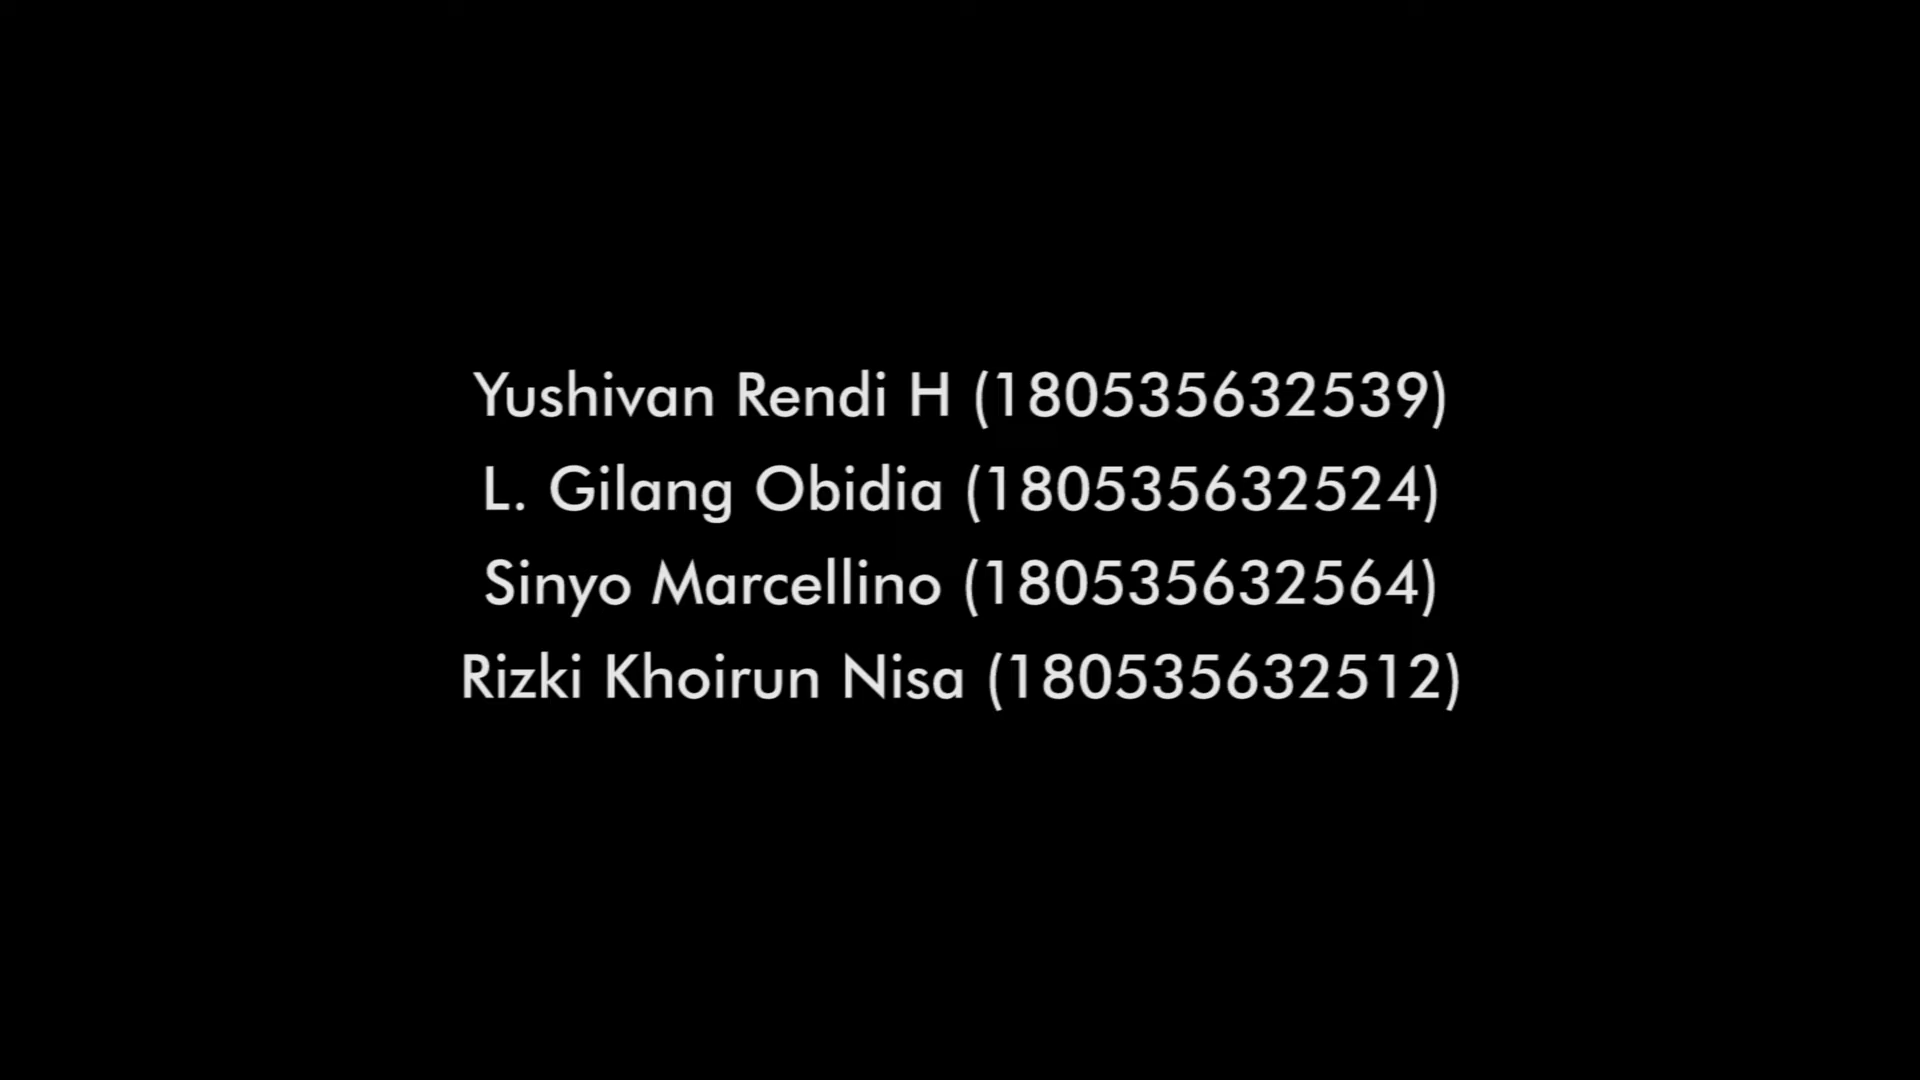 Yushivan Rendi H (180535632539)
L. Gilang Obidia (180535632524)
Sinyo Marcellino (180535632564)
Rizki Khoirun Nisa (180535632512)